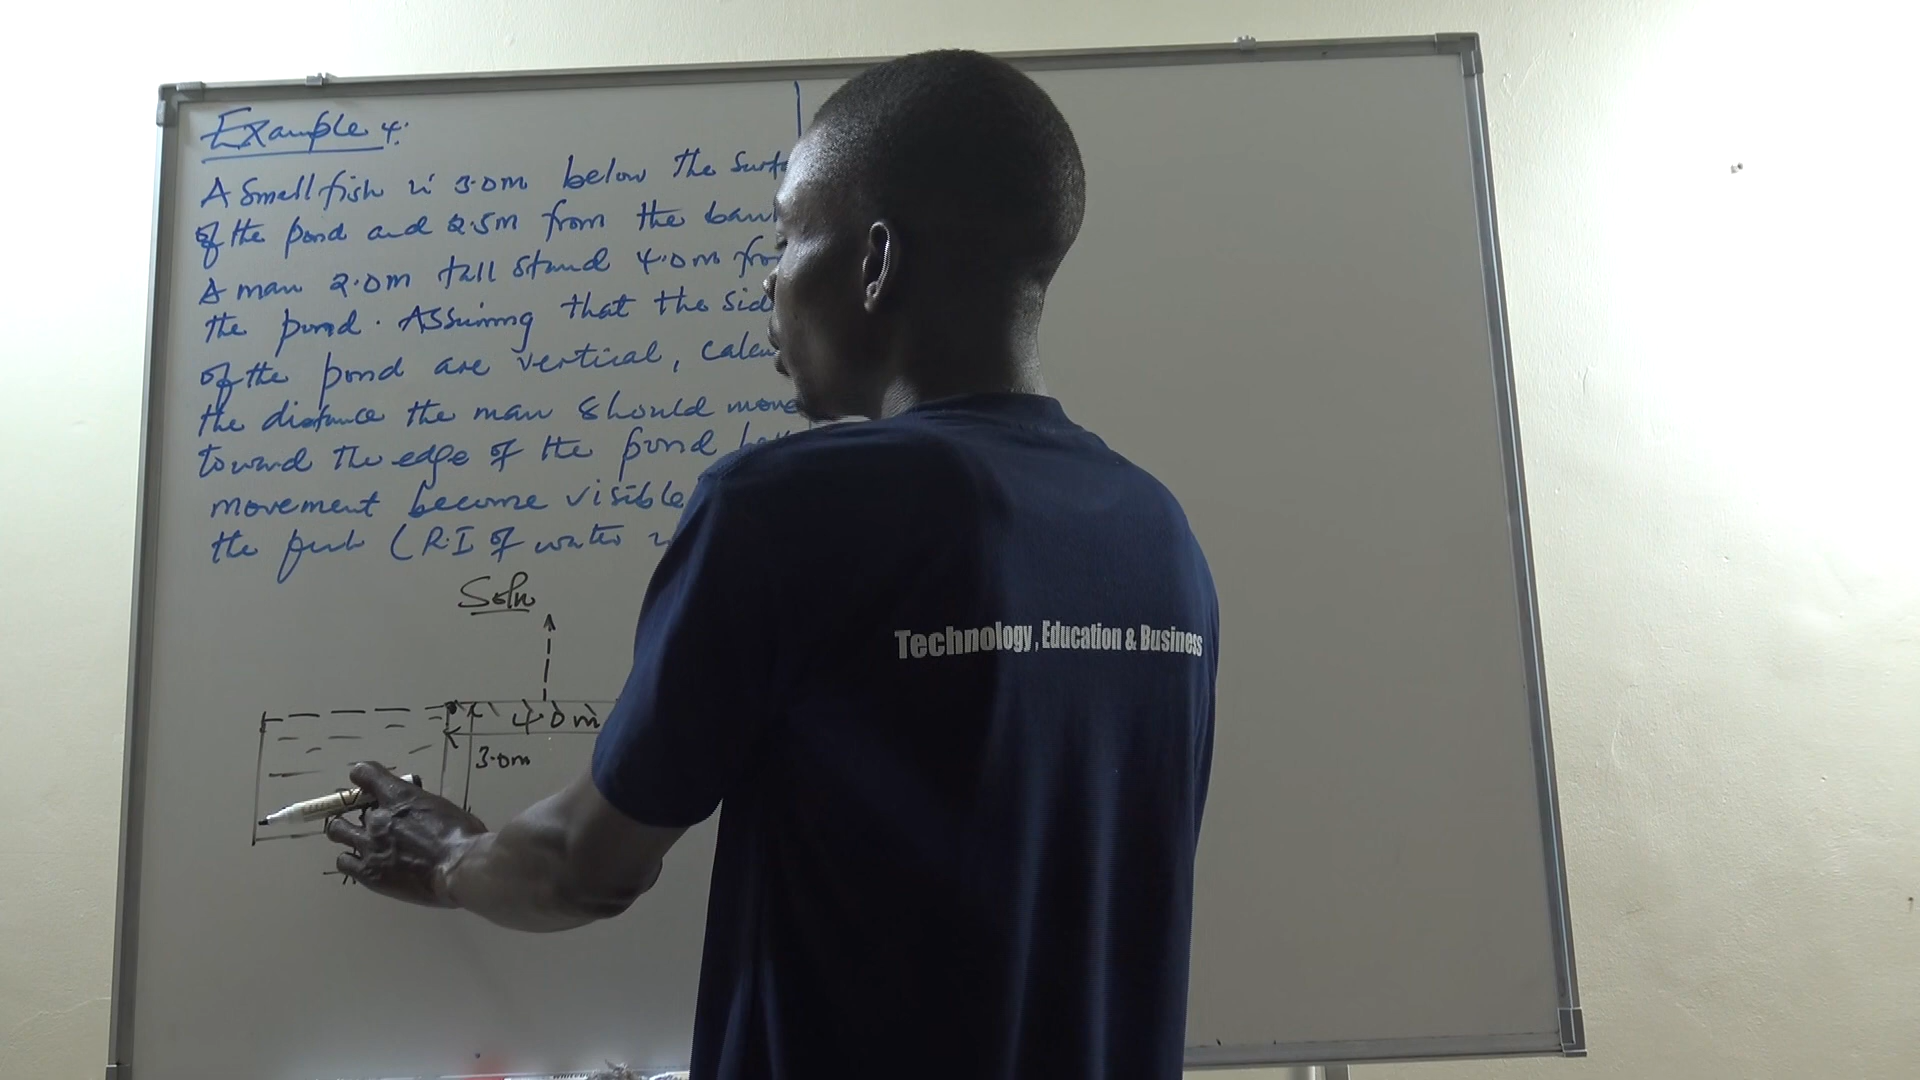 Example 4:
A small fish is 3.0m below the surf
of the pond and 2.5m from the ban
A man 2.0m tall stand 4.0m fro
the pond. Assuming that the sid
of the pond are vertical, calcu
the distance the man should move
toward the edge of the pond
movement become visible
the fish (R.I of water
Soln
4.0m
3.0m
Technology, Education & Business